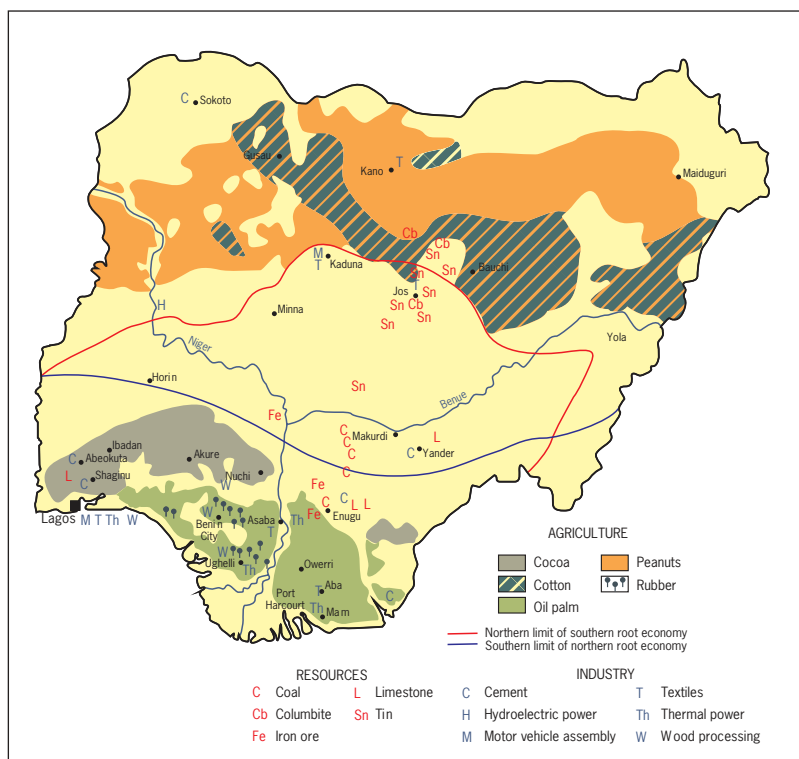 C
Sokoto
Gusau
Kano
T
Maiduguri
Cb
Cb
Sn
M
T
Kaduna
Sn
Sn
Bauchi
T
Jos
Sn
Sn
Cb
Sn
Sn
H
Minna
Niger
Yola
Horin
Sn
Benue
Fe
C
C
C
Makurdi
L
C
Yander
Ibadan
C
Abeokuta
Akure
L
C
Shaginu
Nuchi
W
C
Fe
C
C
L
L
Fe
Enugu
Lagos
M T Th W
W
Benin
City
Asaba
T
Th
W
Ughelli
Th
Owerri
T
Aba
Port
Harcourt
Th
Mam
C
AGRICULTURE
Cocoa
Peanuts
Cotton
Rubber
Oil palm
Northern limit of southern root economy
Southern limit of northern root economy
RESOURCES
INDUSTRY
C Coal
L Limestone
C Cement
T Textiles
Cb Columbite
Sn Tin
H Hydroelectric power
Th Thermal power
Fe Iron ore
M Motor vehicle assembly
W Wood processing